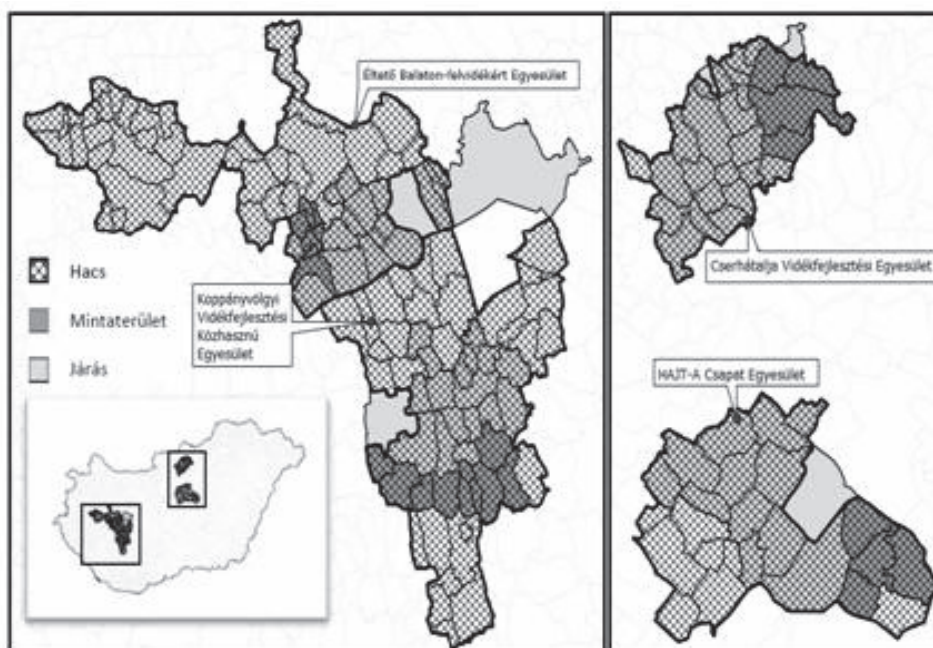 Éltető Balaton-felvidékért Egyesület
Hacs
Mintaterület
Járás
Koppányvölgyi
Vidékfejlesztési
Közhasznú
Egyesület
Cserhátalja Vidékfejlesztési Egyesület
HAJT-A Csapat Egyesület